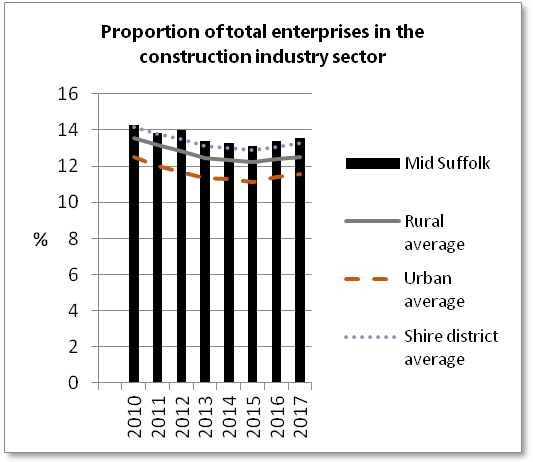 Proportion of total enterprises in the
construction industry sector
16
14
12
10
8
6
4
2
0
%
2010
2011
2012
2013
2014
2015
2016
2017
Mid Suffolk
Rural
average
Urban
average
Shire district
average